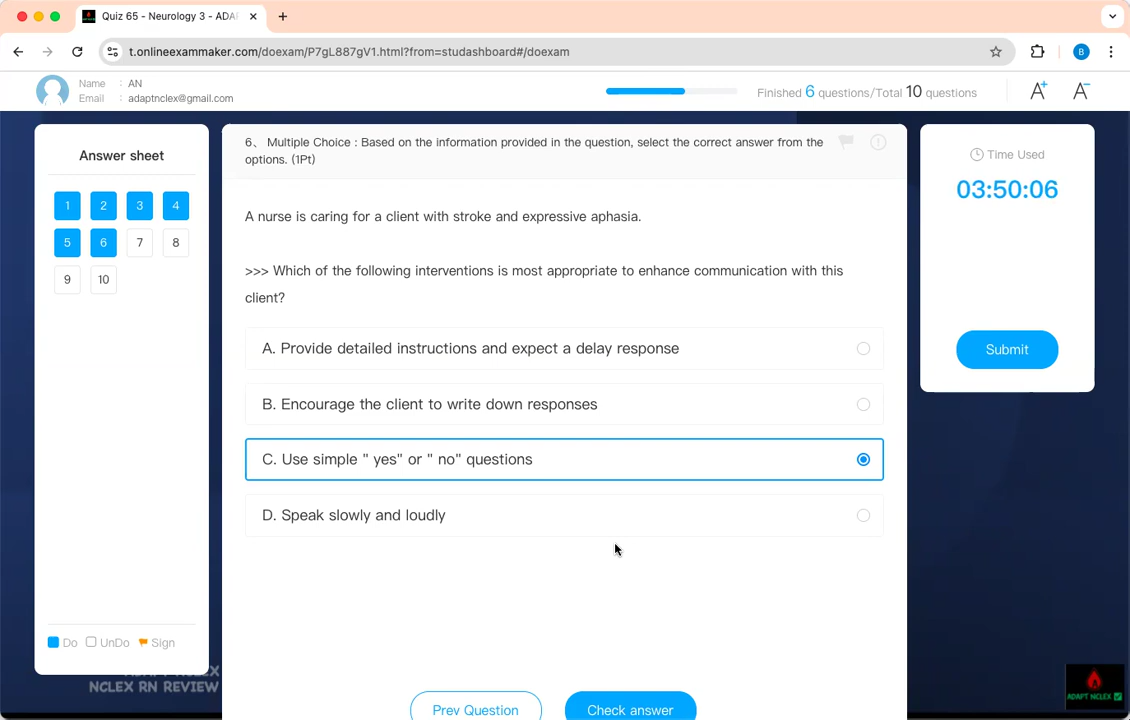 Quiz 65 - Neurology 3 - ADA
t.onlineexammaker.com/doexam/P7gL887gV1.html?from=studashboard#/doexam
B
Name : AN
Email : adaptnclex@gmail.com
Finished 6 questions/Total 10 questions
A+ A-
Answer sheet
1 2 3 4
5 6 7 8
9 10
Do UnDo Sign
NCLEX RN REVIEW
6、 Multiple Choice : Based on the information provided in the question, select the correct answer from the
options. (1Pt)
A nurse is caring for a client with stroke and expressive aphasia.
>>> Which of the following interventions is most appropriate to enhance communication with this
client?
A. Provide detailed instructions and expect a delay response
B. Encourage the client to write down responses
C. Use simple " yes" or " no" questions
D. Speak slowly and loudly
Prev Question
Check answer
Time Used
03:50:06
Submit
ADAPT NCLEX